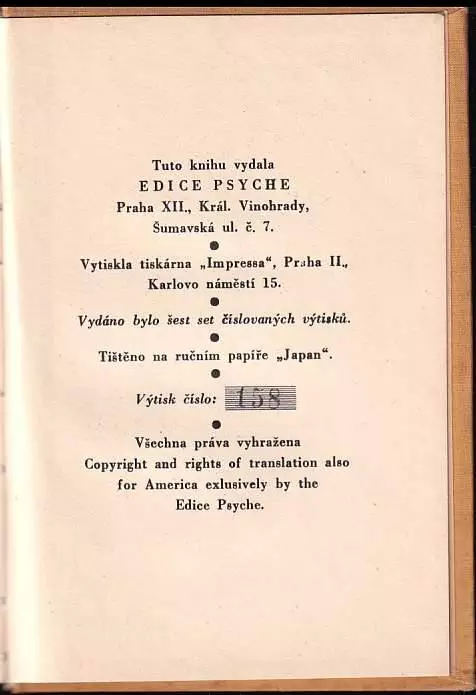 Tuto knihu vydala
EDICE PSYCHE
Praha XII., Král. Vinohrady,
Šumavská ul. č. 7.
Vytiskla tiskárna „Impressa“, Praha II.,
Karlovo náměstí 15.
Vydáno bylo šest set číslovaných výtisků.
Tištěno na ručním papíře „Japan“.
Výtisk číslo: 158
Všechna práva vyhražena
Copyright and rights of translation also
for America exlusively by the
Edice Psyche.